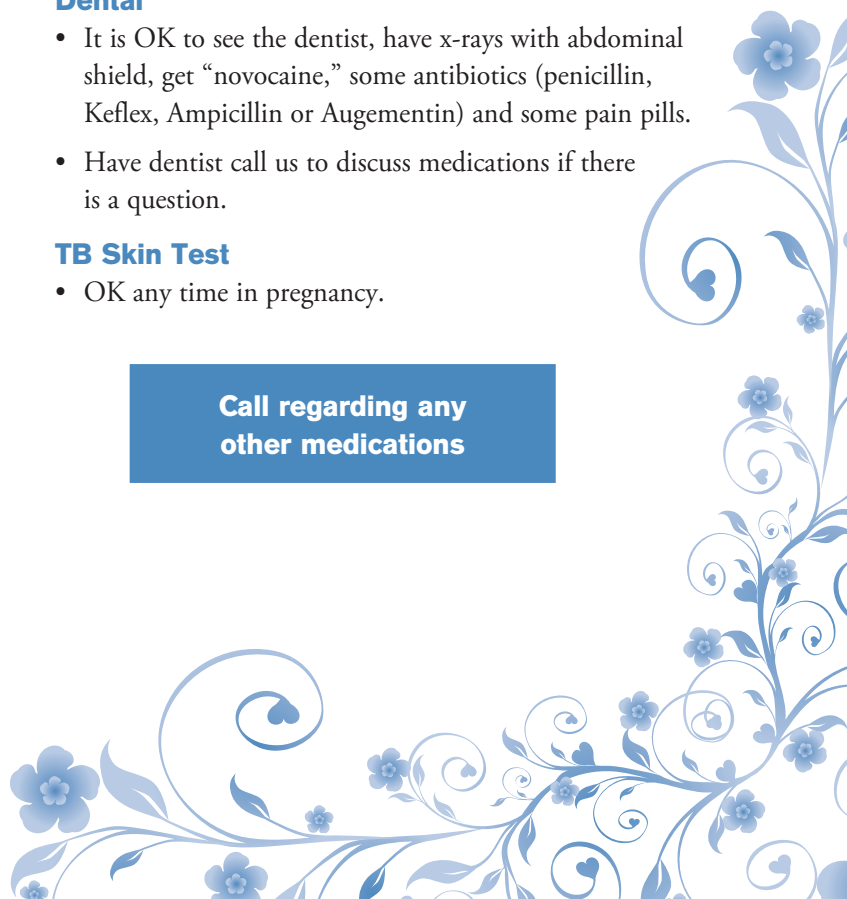 Dental
• It is OK to see the dentist, have x-rays with abdominal
shield, get “novocaine,” some antibiotics (penicillin,
Keflex, Ampicillin or Augementin) and some pain pills.
• Have dentist call us to discuss medications if there
is a question.
TB Skin Test
• OK any time in pregnancy.
Call regarding any
other medications